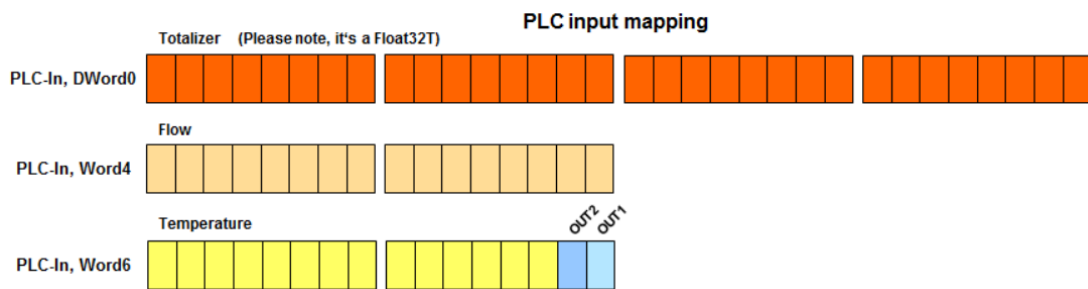 PLC input mapping
Totalizer (Please note, it's a Float32T)
PLC-In, DWord0
Flow
PLC-In, Word4
Temperature
OUT2
OUT1
PLC-In, Word6